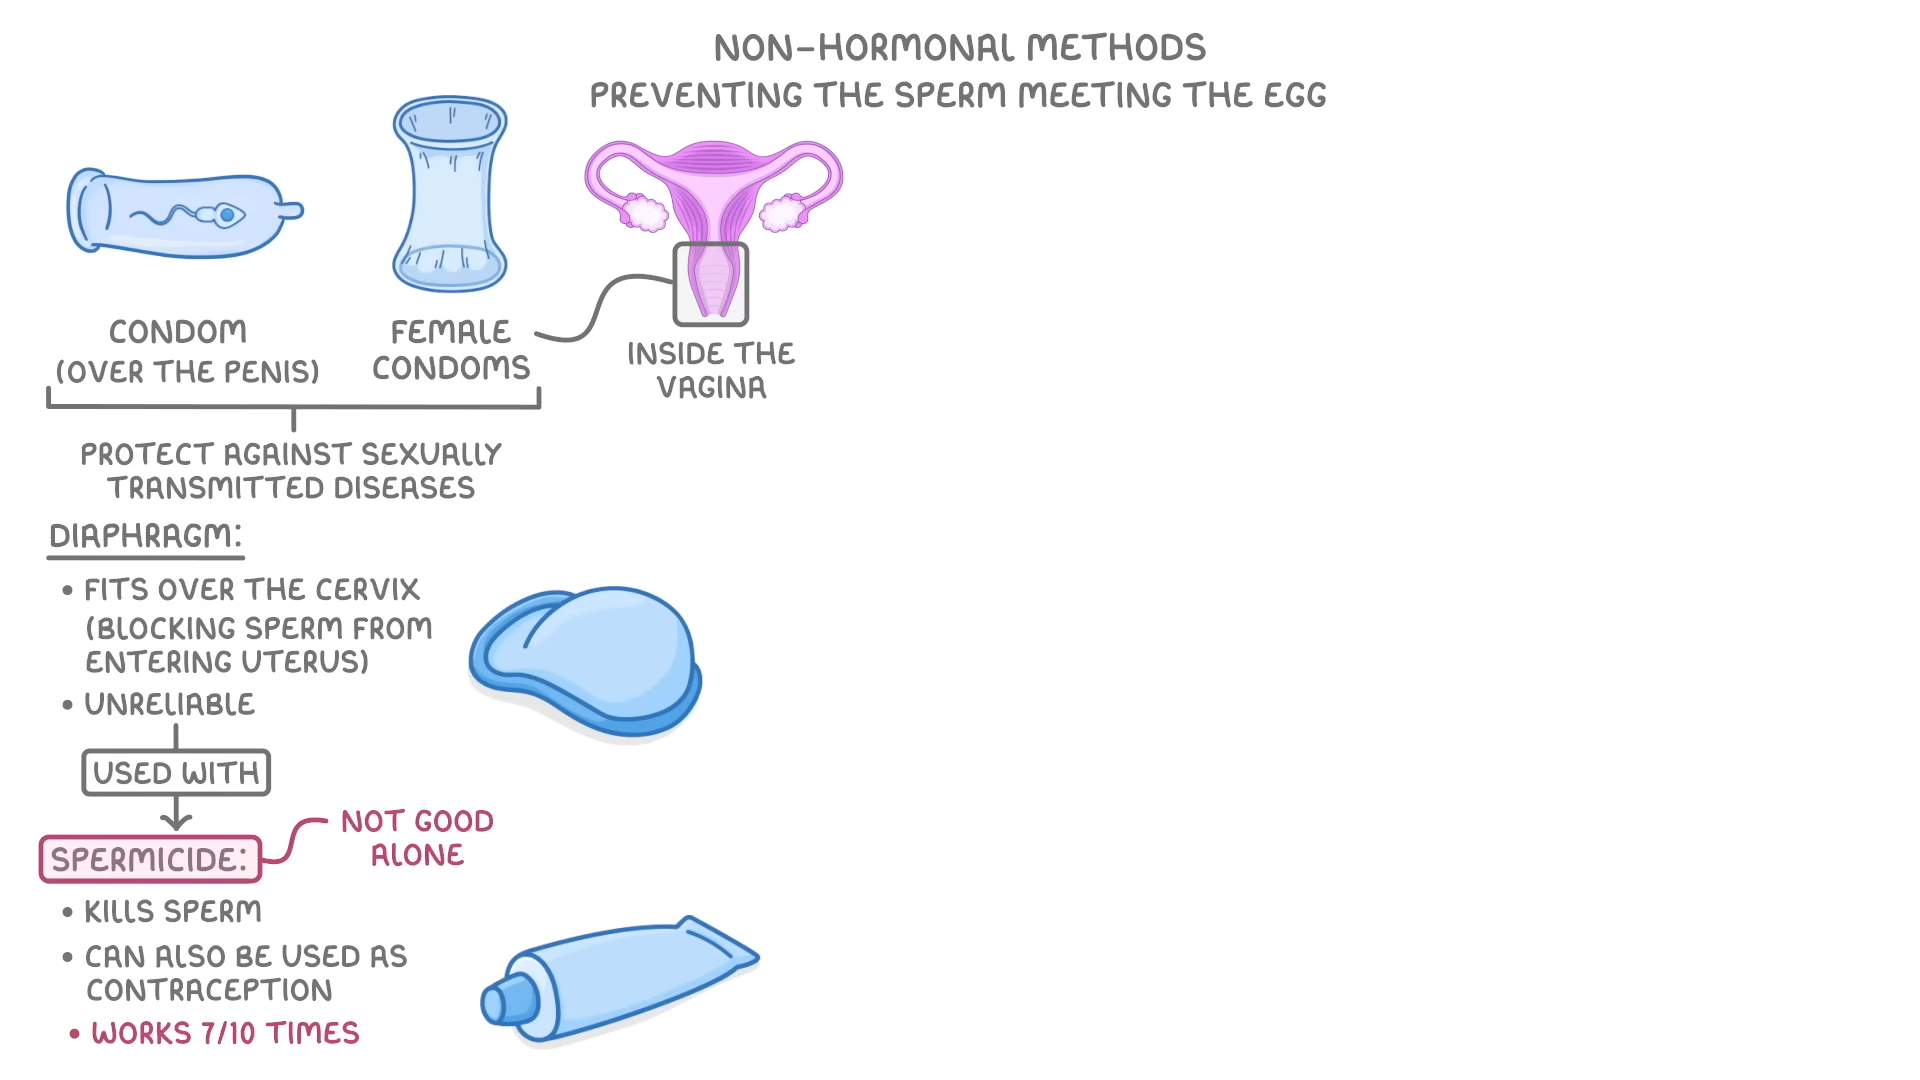 NON-HORMONAL METHODS
PREVENTING THE SPERM MEETING THE EGG
CONDOM
(OVER THE PENIS)
FEMALE
CONDOMS
INSIDE THE
VAGINA
PROTECT AGAINST SEXUALLY
TRANSMITTED DISEASES
DIAPHRAGM:
• FITS OVER THE CERVIX
(BLOCKING SPERM FROM
ENTERING UTERUS)
• UNRELIABLE
USED WITH
SPERMICIDE:
NOT GOOD
ALONE
• KILLS SPERM
• CAN ALSO BE USED AS
CONTRACEPTION
• WORKS 7/10 TIMES